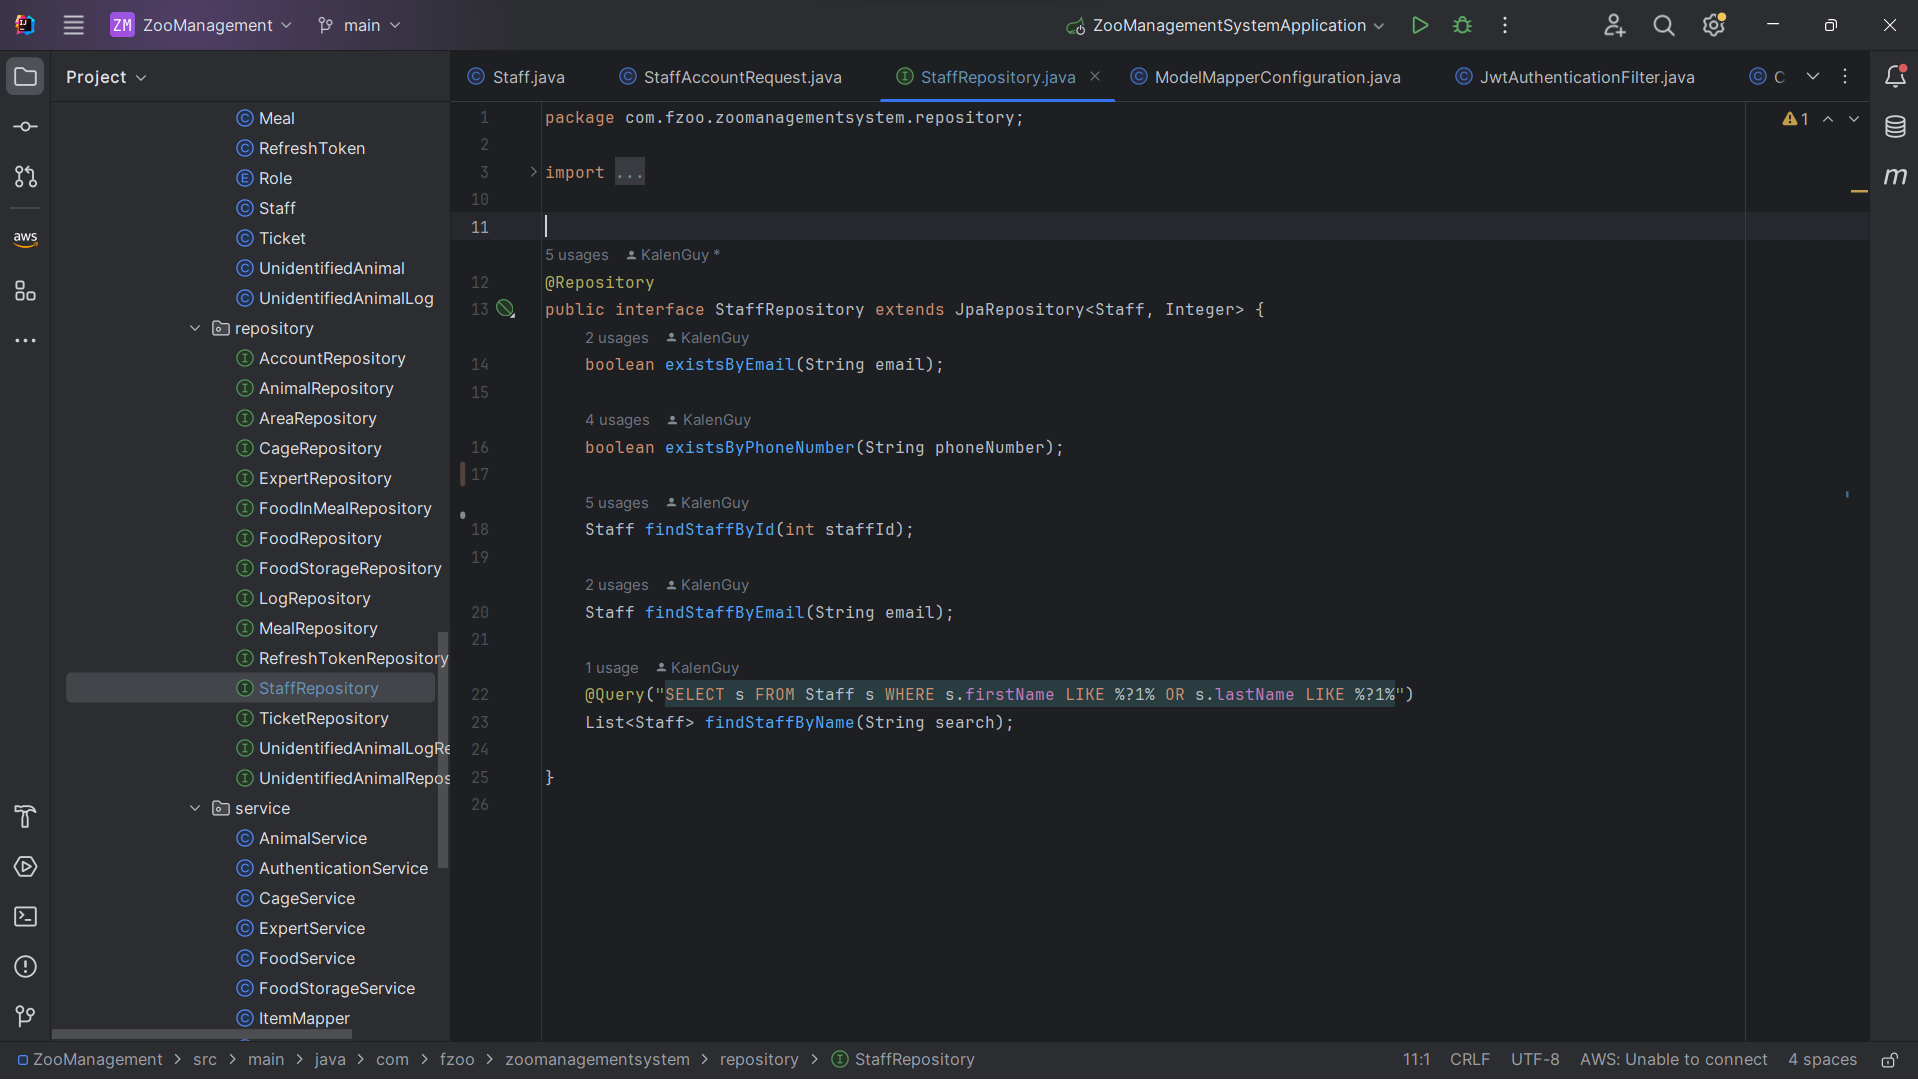 ZM ZooManagement main ZooManagementSystemApplication
Project
Staff.java StaffAccountRequest.java StaffRepository.java ModelMapperConfiguration.java JwtAuthenticationFilter.java
aws
Meal
RefreshToken
Role
Staff
Ticket
UnidentifiedAnimal
UnidentifiedAnimalLog
repository
AccountRepository
AnimalRepository
AreaRepository
CageRepository
ExpertRepository
FoodInMealRepository
FoodRepository
FoodStorageRepository
LogRepository
MealRepository
RefreshTokenRepository
StaffRepository
TicketRepository
UnidentifiedAnimalLogRe
UnidentifiedAnimalRepos
service
AnimalService
AuthenticationService
CageService
ExpertService
FoodService
FoodStorageService
ItemMapper
1 package com.fzoo.zoomanagementsystem.repository;
2
3 import ...
10
11
5 usages KalenGuy *
12 @Repository
13 public interface StaffRepository extends JpaRepository<Staff, Integer> {
2 usages KalenGuy
14 boolean existsByEmail(String email);
15
4 usages KalenGuy
16 boolean existsByPhoneNumber(String phoneNumber);
17
5 usages KalenGuy
18 Staff findStaffById(int staffId);
19
2 usages KalenGuy
20 Staff findStaffByEmail(String email);
21
1 usage KalenGuy
22 @Query("SELECT s FROM Staff s WHERE s.firstName LIKE %?1% OR s.lastName LIKE %?1%")
23 List<Staff> findStaffByName(String search);
24
25 }
26
1
m
ZooManagement > src > main > java > com > fzoo > zoomanagementsystem > repository > StaffRepository
11:1 CRLF UTF-8 AWS: Unable to connect 4 spaces